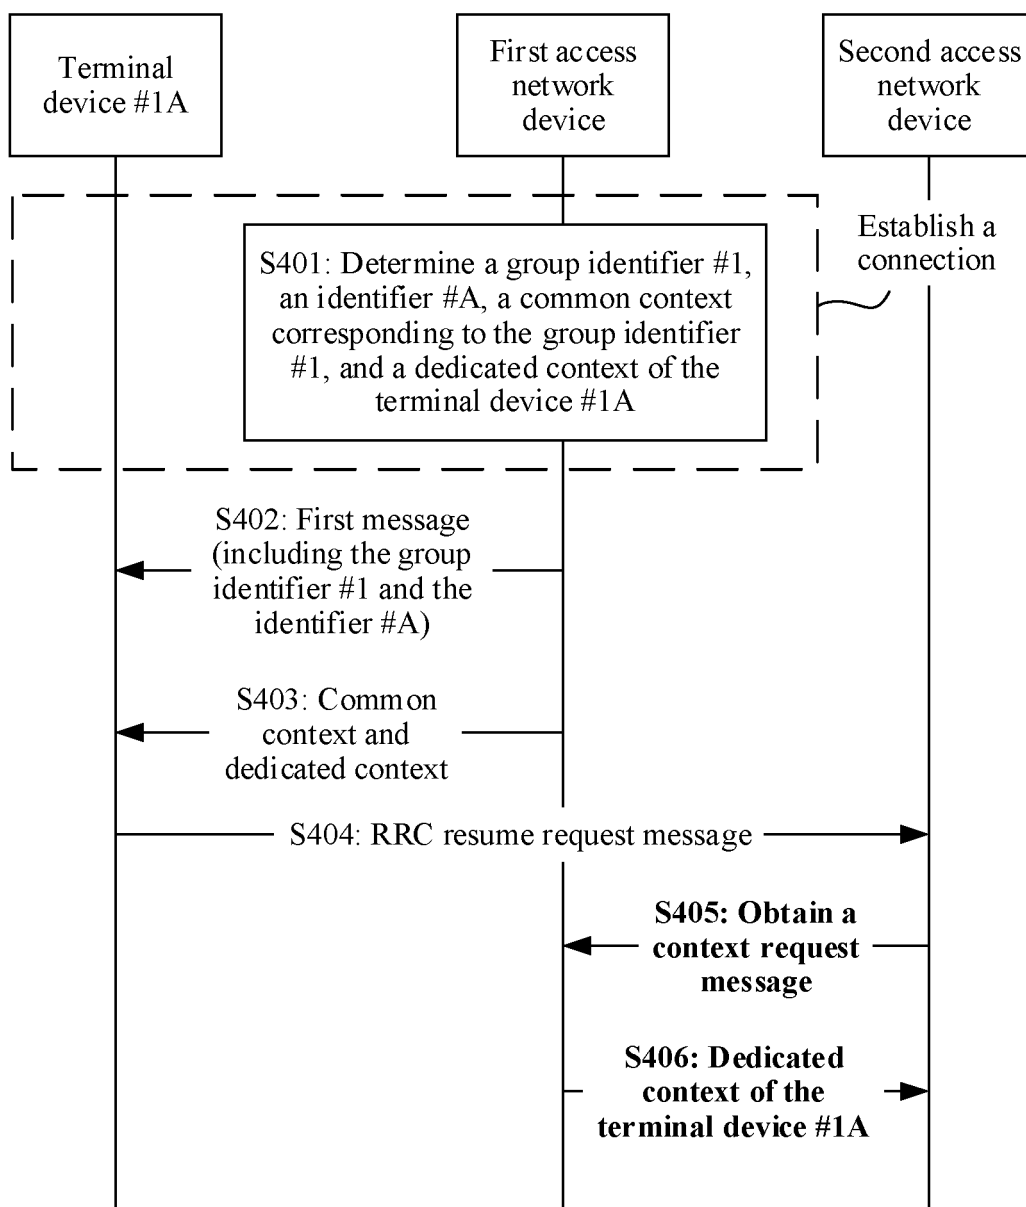 Terminal
device #1A
First access
network
device
Second access
network
device
Establish a
connection
S401: Determine a group identifier #1,
an identifier #A, a common context
corresponding to the group identifier
#1, and a dedicated context of the
terminal device #1A
S402: First message
(including the group
identifier #1 and the
identifier #A)
S403: Common
context and
dedicated context
S404: RRC resume request message
S405: Obtain a
context request
message
S406: Dedicated
context of the
terminal device #1A